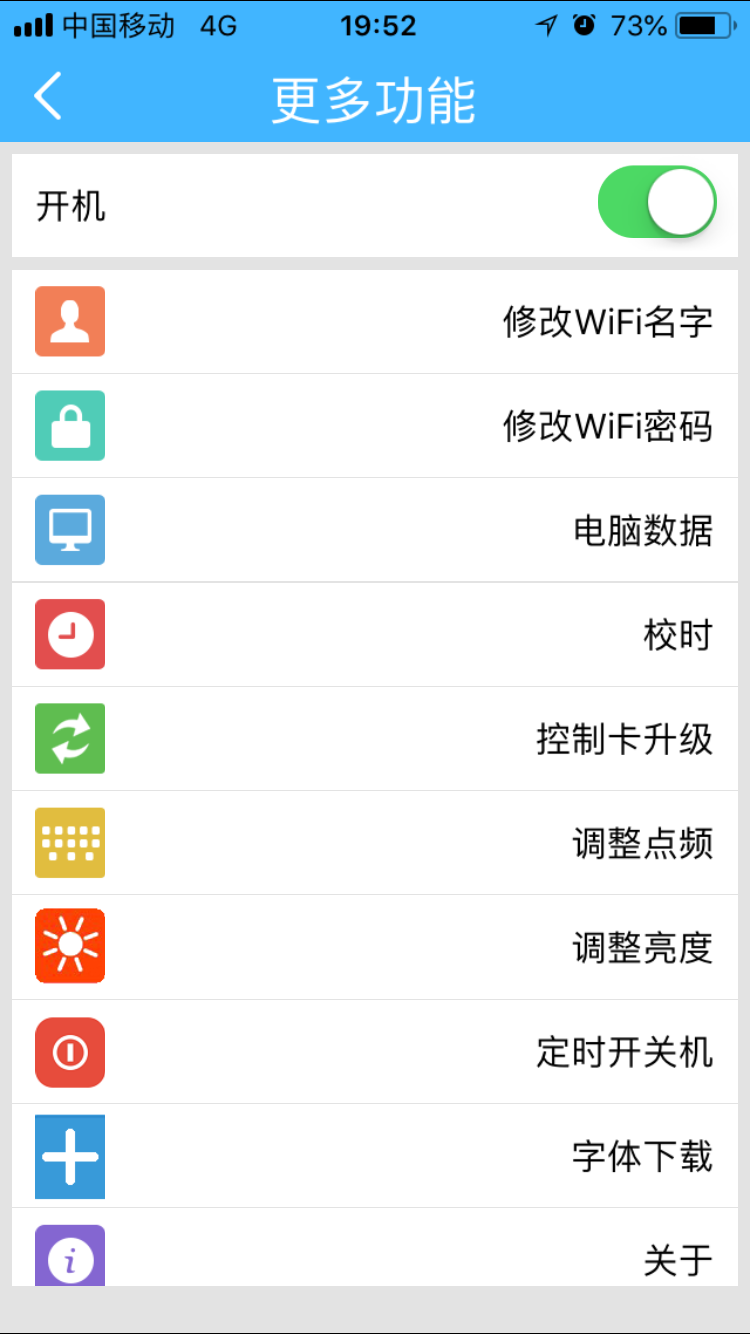 中国移动 4G 19:52 73%
更多功能
开机
修改WiFi名字
修改WiFi密码
电脑数据
校时
控制卡升级
调整点频
调整亮度
定时开关机
字体下载
关于